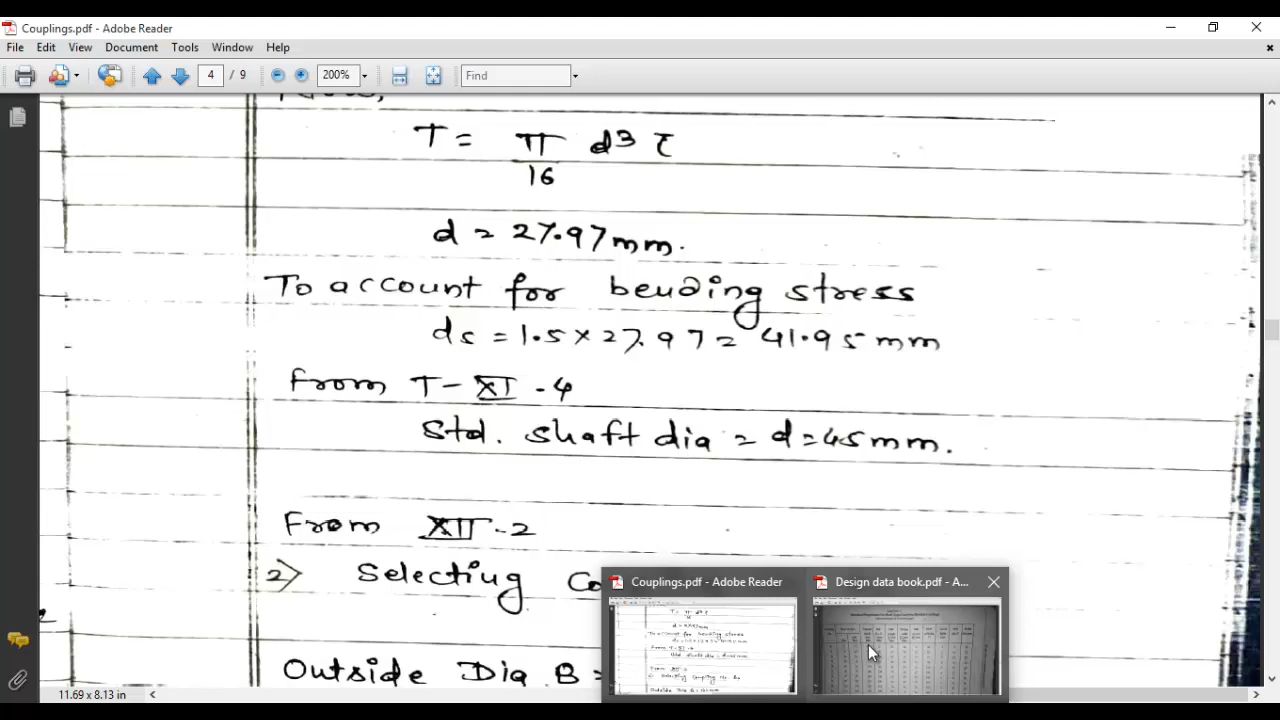 Couplings.pdf - Adobe Reader
File Edit View Document Tools Window Help
4 / 9 200% Find
Now,
T = π/16 d3 τ
d = 27.97mm.
To account for bending stress
ds = 1.5 × 27.97 = 41.95 mm
From T - XI - 4
Std. shaft dia = d = 45 mm.
From XII - 2
2) Selecting Co
Outside Dia B =
Couplings.pdf - Adobe Reader
Design data book.pdf - A...
11.69 x 8.13 in